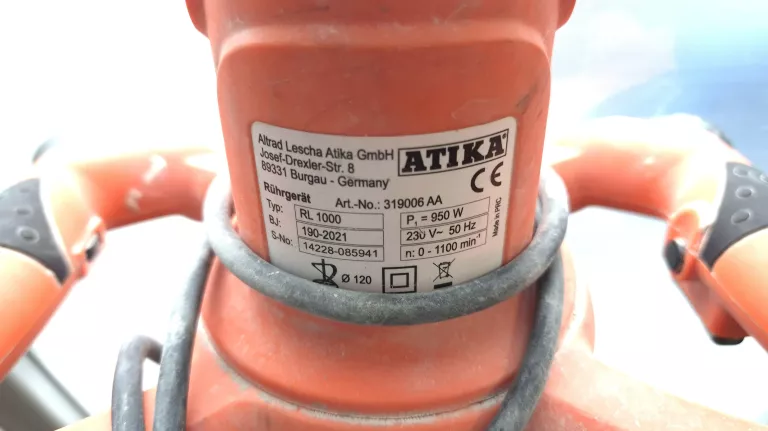 Altrad Lescha Atika GmbH
Josef-Drexler-Str. 8
89331 Burgau - Germany
ATIKA®
CE
Rührgerät
Art.-No.: 319006 AA
Typ: RL 1000
BJ: 190-2021
S-No: 14228-085941
P₁ = 950 W
230 V~ 50 Hz
n: 0 - 1100 min⁻¹
Made in PRC
Ø 120